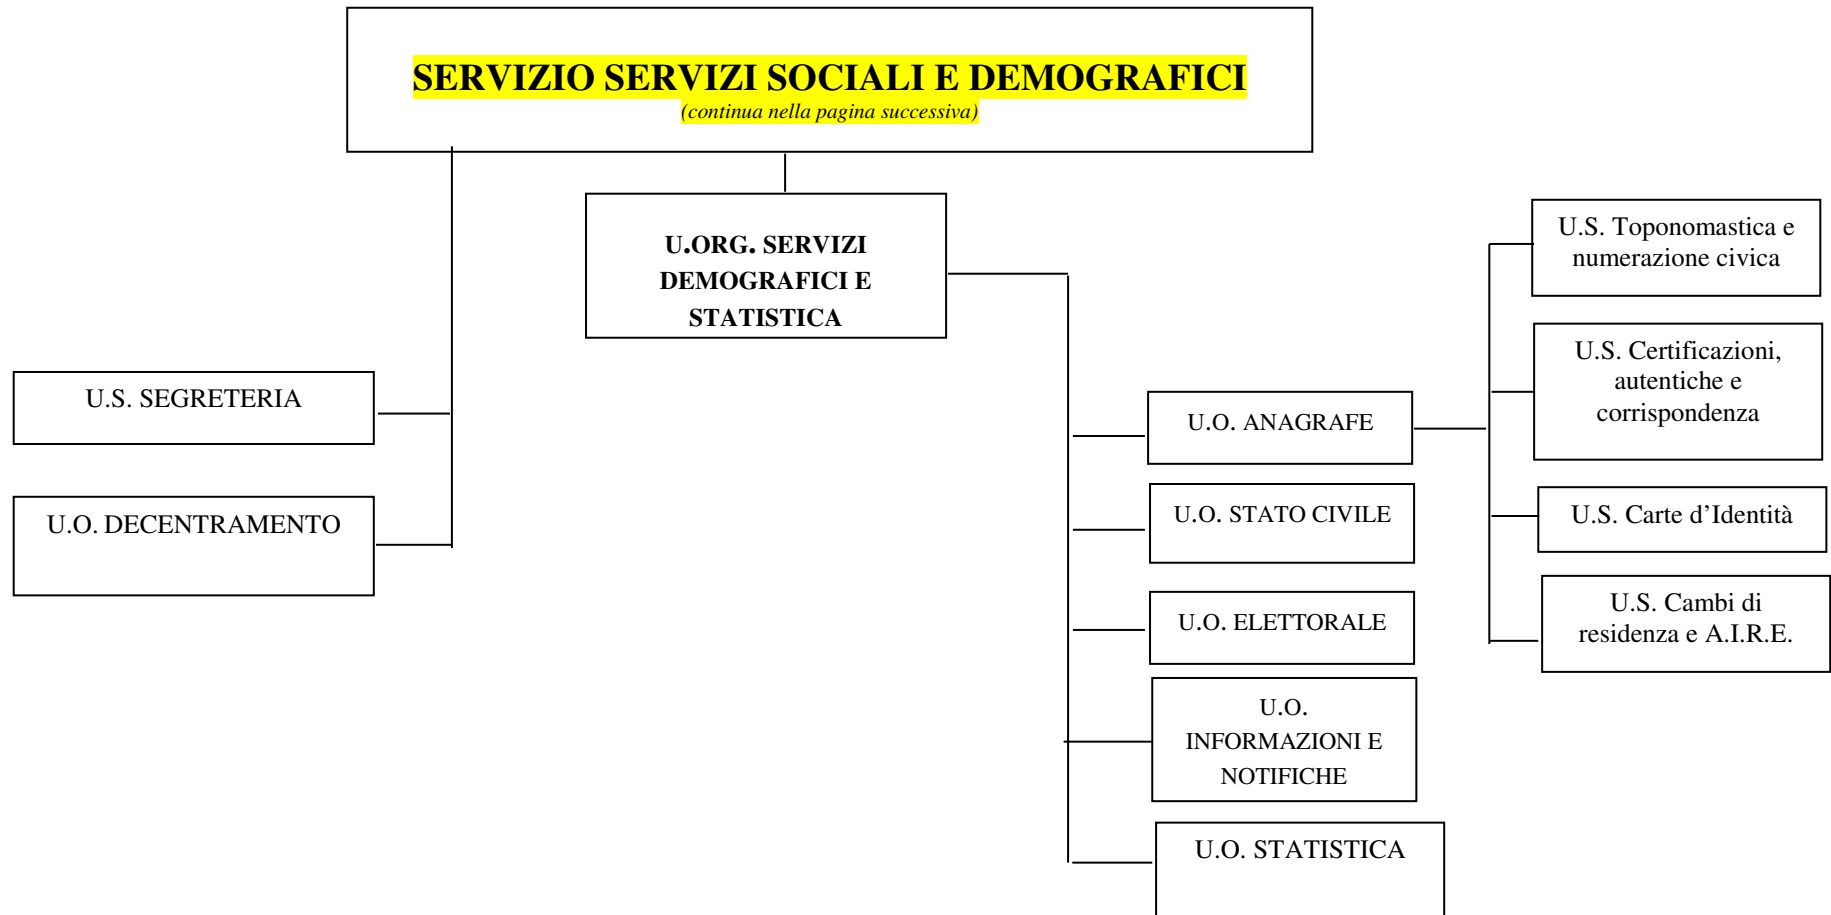 SERVIZIO SERVIZI SOCIALI E DEMOGRAFICI
(continua nella pagina successiva)
U.ORG. SERVIZI
DEMOGRAFICI E
STATISTICA
U.S. SEGRETERIA
U.O. DECENTRAMENTO
U.O. ANAGRAFE
U.O. STATO CIVILE
U.O. ELETTORALE
U.O.
INFORMAZIONI E
NOTIFICHE
U.O. STATISTICA
U.S. Toponomastica e
numerazione civica
U.S. Certificazioni,
autentiche e
corrispondenza
U.S. Carte d’Identità
U.S. Cambi di
residenza e A.I.R.E.